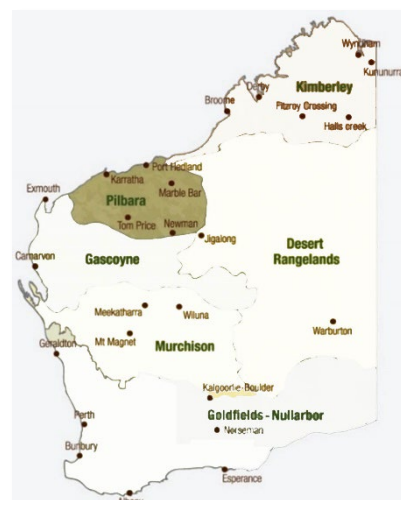 Wyndham
Kununurra
Kimberley
Derby
Broome
Fitzroy Crossing
Halls creek
Port Hedland
Karratha
Marble Bar
Exmouth
Pilbara
Tom Price
Newman
Jigalong
Desert
Rangelands
Gascoyne
Carnarvon
Meekatharra
Wiluna
Warburton
Mt Magnet
Geraldton
Murchison
Kalgoorlie-Boulder
Goldfields - Nullarbor
Norseman
Perth
Bunbury
Esperance